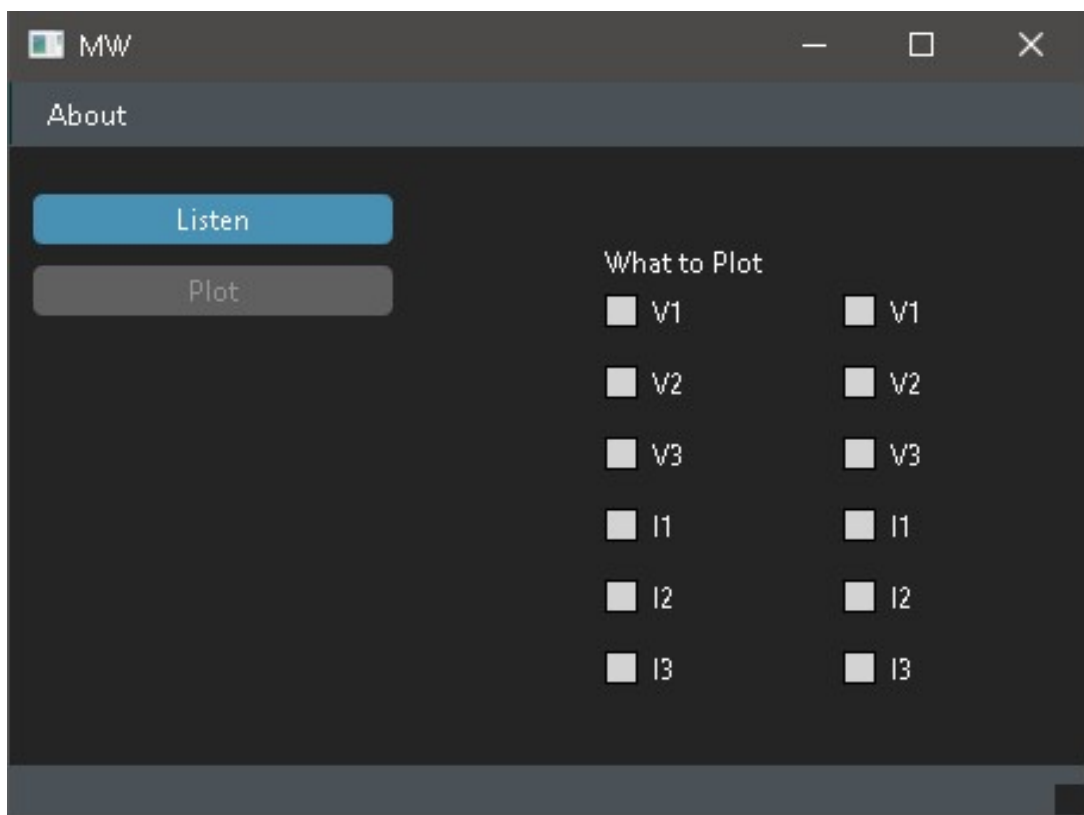 MW
About
Listen
Plot
What to Plot
V1 V1
V2 V2
V3 V3
I1 I1
I2 I2
I3 I3